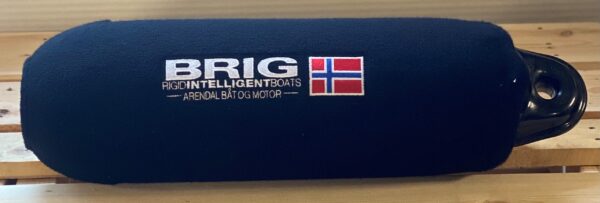 BRIG
RIGIDINTELLIGENTBOATS
ARENDAL BÅT OG MOTOR